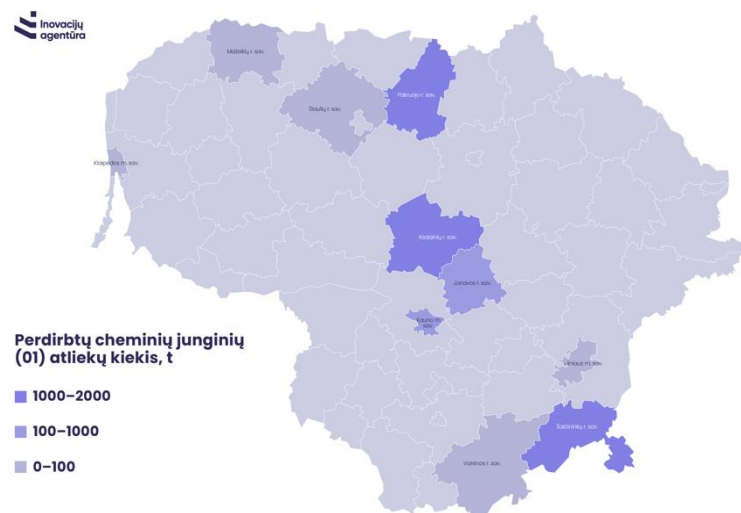 Inovacijų
agentūra
Mažeikių r. sav.
Pakruojo r. sav.
Šiaulių r. sav.
Klaipėdos m. sav.
Kėdainių r. sav.
Jonavos r. sav.
Kauno m.
sav.
Perdirbtų cheminių junginių
(01) atliekų kiekis, t
Vilniaus m. sav.
1000–2000
100–1000
Šalčininkų r. sav.
0–100
Varėnos r. sav.